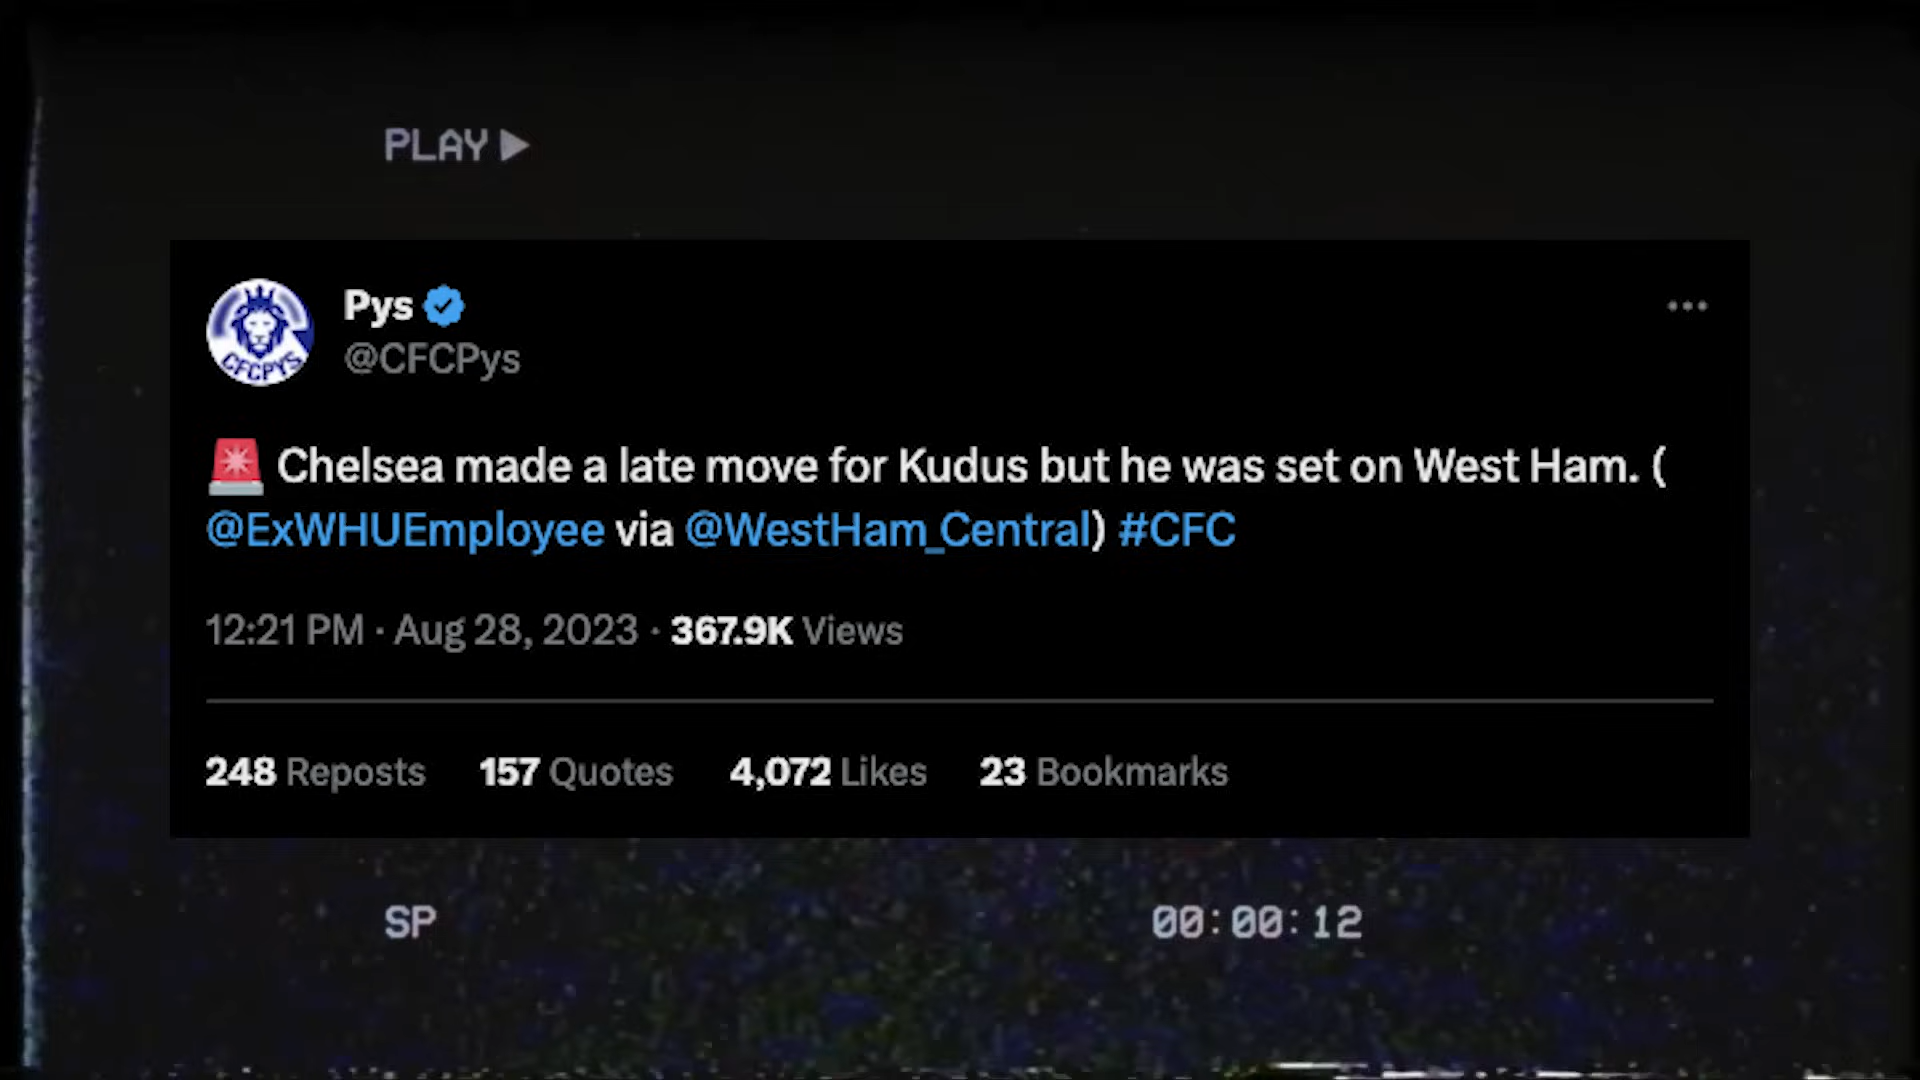 PLAY ▶
CFCPYS
Pys
@CFCPys
🚨 Chelsea made a late move for Kudus but he was set on West Ham. (
@ExWHUEmployee via @WestHam_Central) #CFC
12:21 PM · Aug 28, 2023 · 367.9K Views
248 Reposts 157 Quotes 4,072 Likes 23 Bookmarks
SP 00:00:12